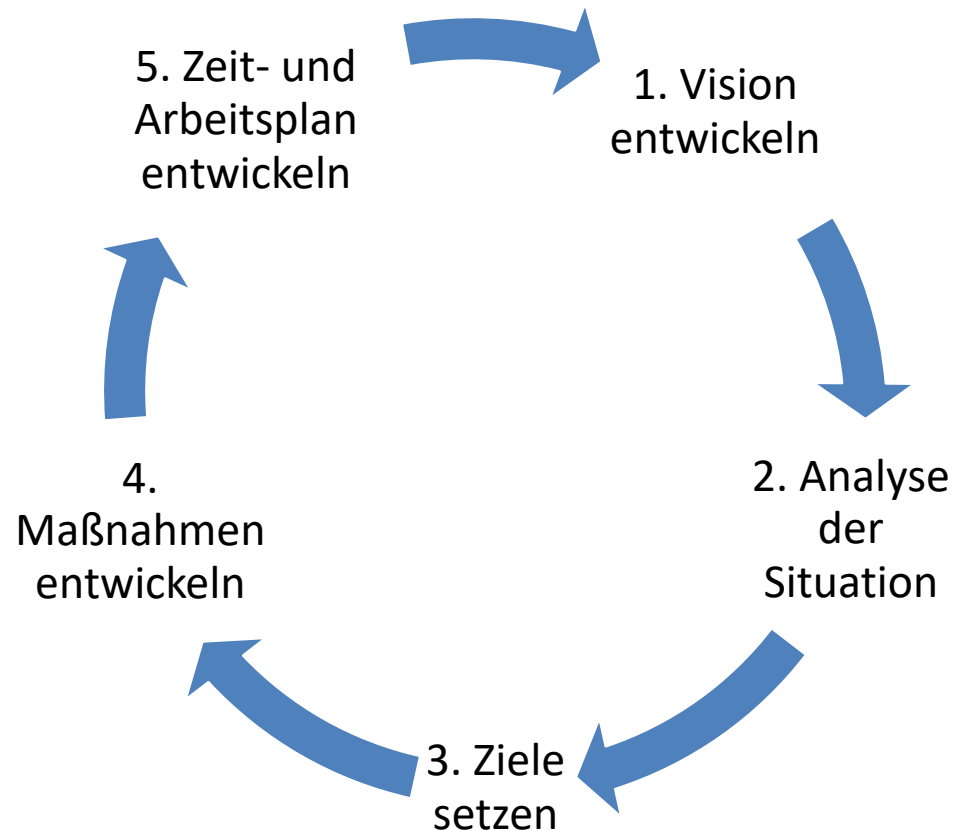 1. Vision
entwickeln
2. Analyse
der
Situation
3. Ziele
setzen
4.
Maßnahmen
entwickeln
5. Zeit- und
Arbeitsplan
entwickeln